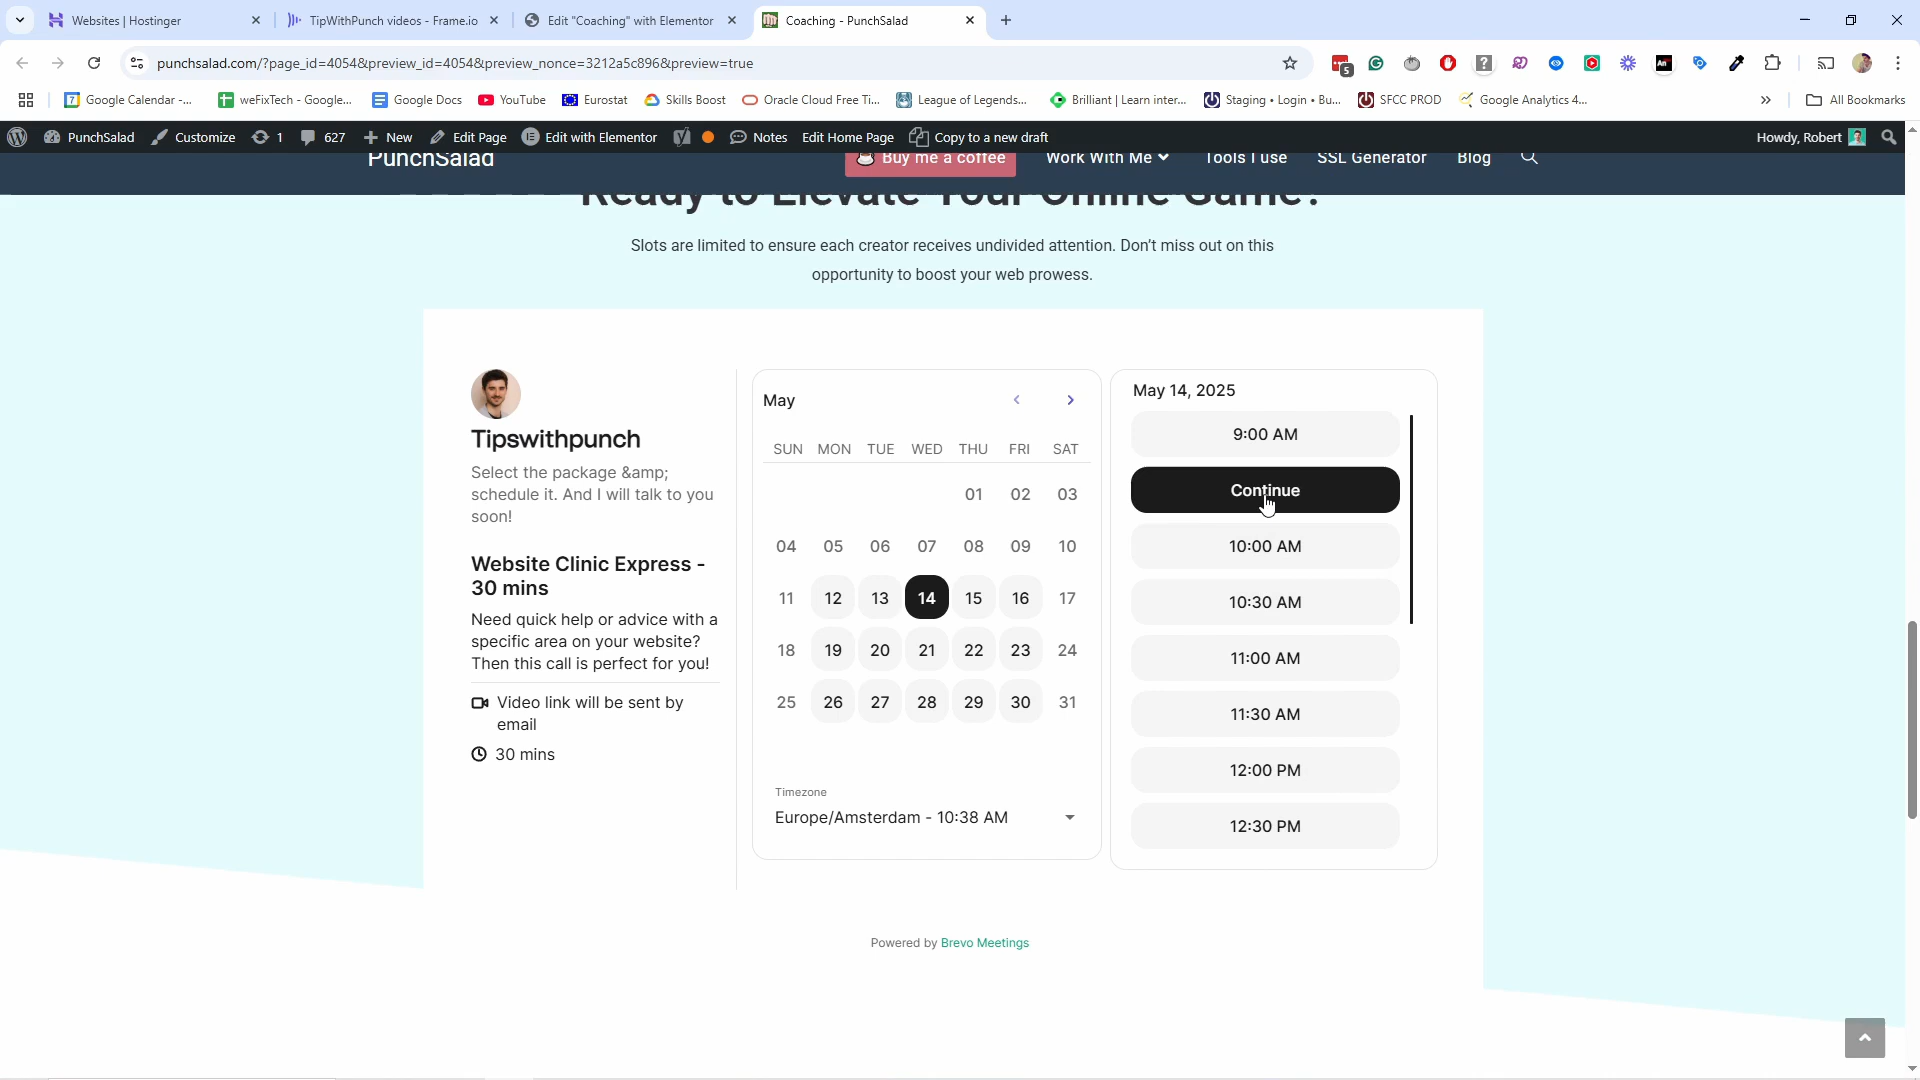 Websites | Hostinger
TipWithPunch videos - Frame.io
Edit "Coaching" with Elementor
Coaching - PunchSalad
punchsalad.com/?page_id=4054&preview_id=4054&preview_nonce=3212a5c896&preview=true
5
Google Calendar -...
weFixTech - Google...
Google Docs
YouTube
Eurostat
Skills Boost
Oracle Cloud Free Ti...
League of Legends...
Brilliant | Learn inter...
Staging • Login • Bu...
SFCC PROD
Google Analytics 4...
All Bookmarks
PunchSalad
Customize
1
627
New
Edit Page
Edit with Elementor
Notes
Edit Home Page
Copy to a new draft
Howdy, Robert
PunchSalad
Buy me a coffee
Work With Me
Tools I use
SSL Generator
Blog
Ready to Elevate Your Online Game?
Slots are limited to ensure each creator receives undivided attention. Don't miss out on this
opportunity to boost your web prowess.
Tipswithpunch
Select the package &amp;
schedule it. And I will talk to you
soon!
Website Clinic Express -
30 mins
Need quick help or advice with a
specific area on your website?
Then this call is perfect for you!
Video link will be sent by
email
30 mins
May
SUN MON TUE WED THU FRI SAT
01 02 03
04 05 06 07 08 09 10
11 12 13 14 15 16 17
18 19 20 21 22 23 24
25 26 27 28 29 30 31
Timezone
Europe/Amsterdam - 10:38 AM
May 14, 2025
9:00 AM
Continue
10:00 AM
10:30 AM
11:00 AM
11:30 AM
12:00 PM
12:30 PM
Powered by Brevo Meetings